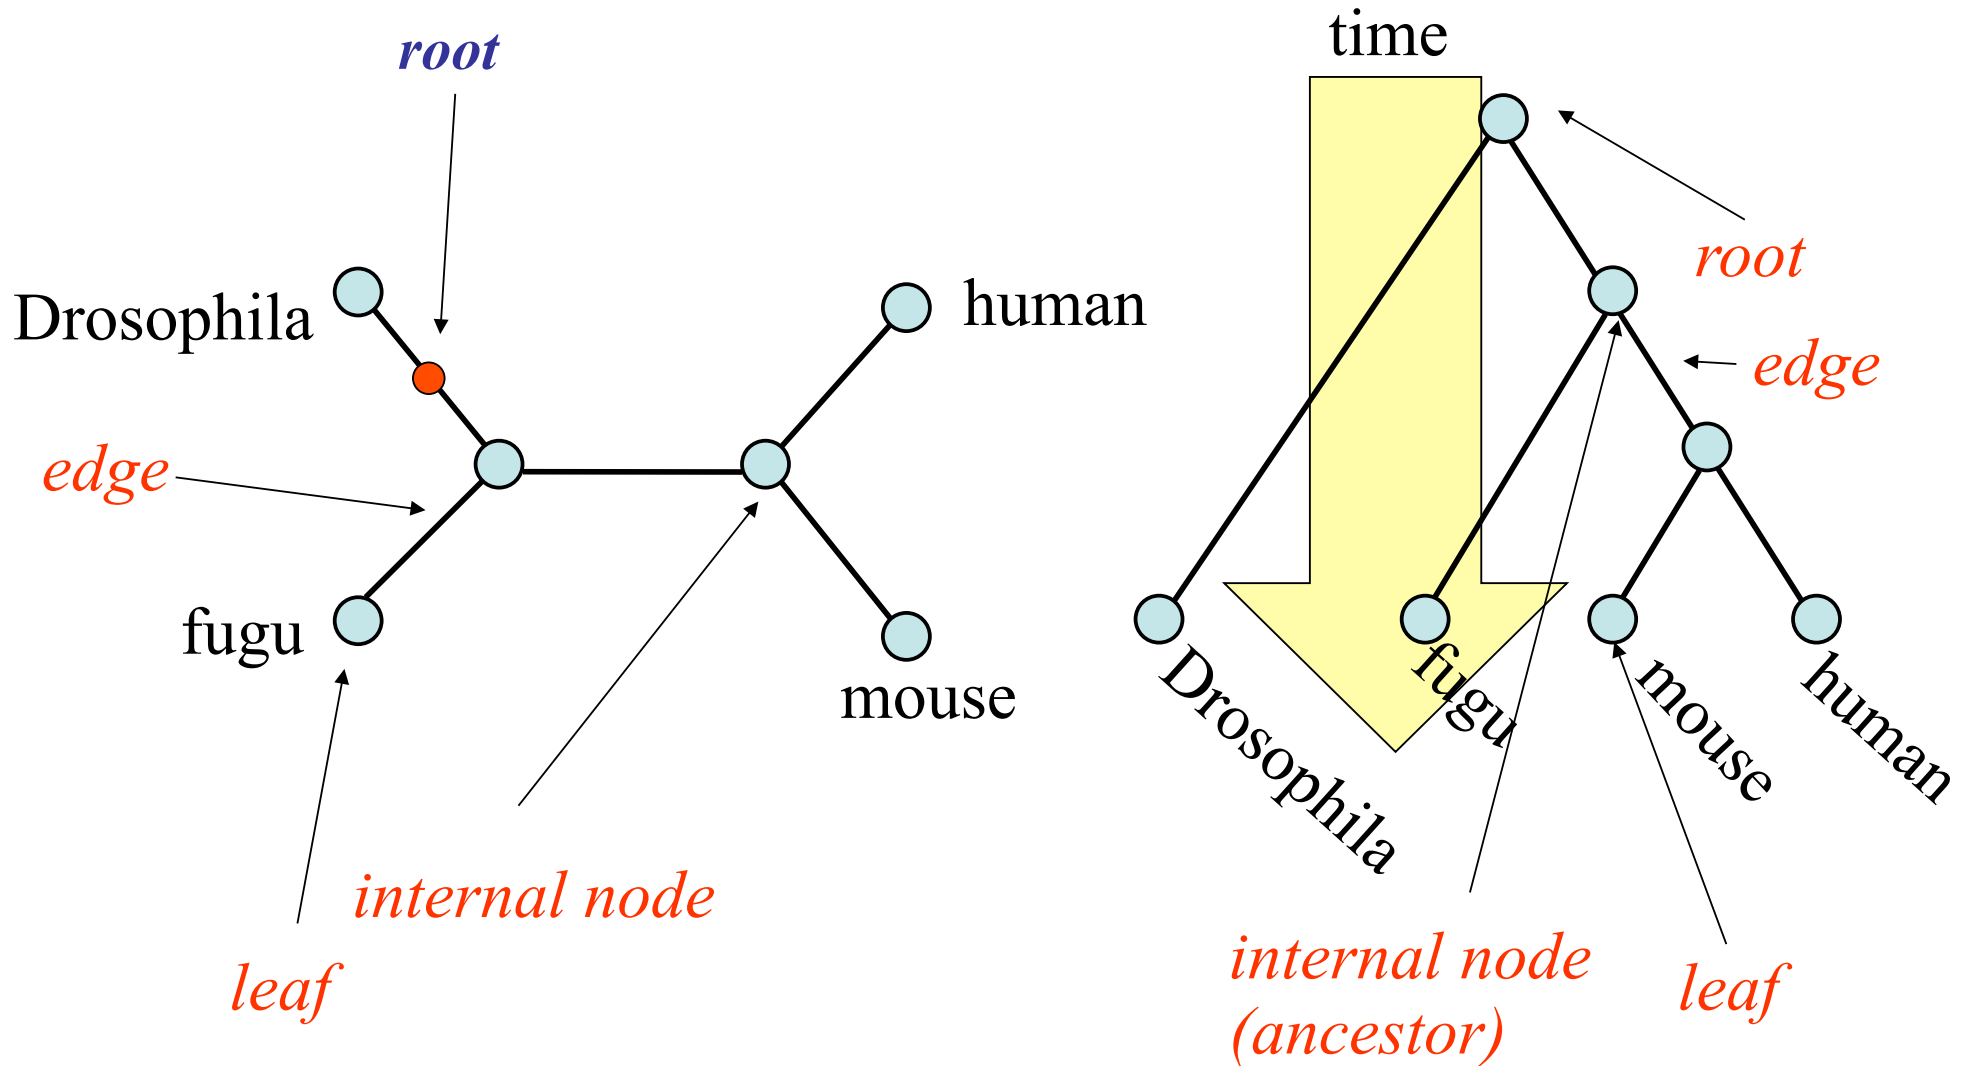 root
Drosophila
human
edge
fugu
mouse
internal node
leaf
time
root
edge
Drosophila
fugu
mouse
human
internal node
(ancestor)
leaf